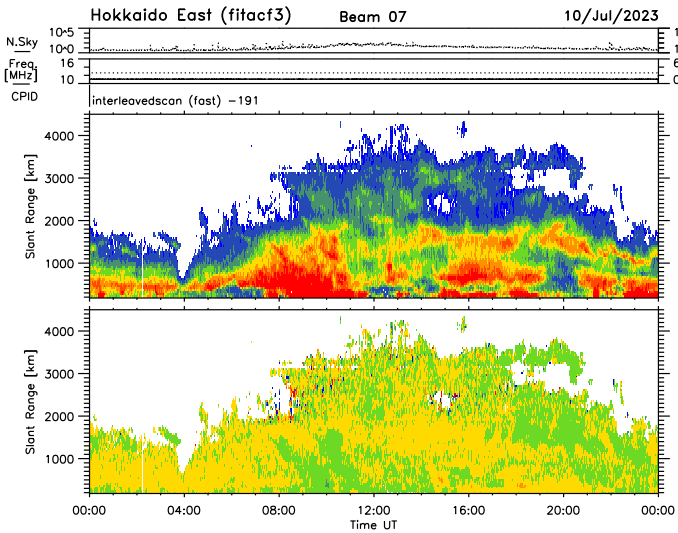 Hokkaido East (fitacf3) Beam 07 10/Jul/2023
N.Sky 10^5 10^0 1 1
Freq. [MHz] 16 10 6 0
CPID interleavedscan (fast) -191
Slant Range [km] 4000 3000 2000 1000
Slant Range [km] 4000 3000 2000 1000
00:00 04:00 08:00 12:00 16:00 20:00 00:00
Time UT